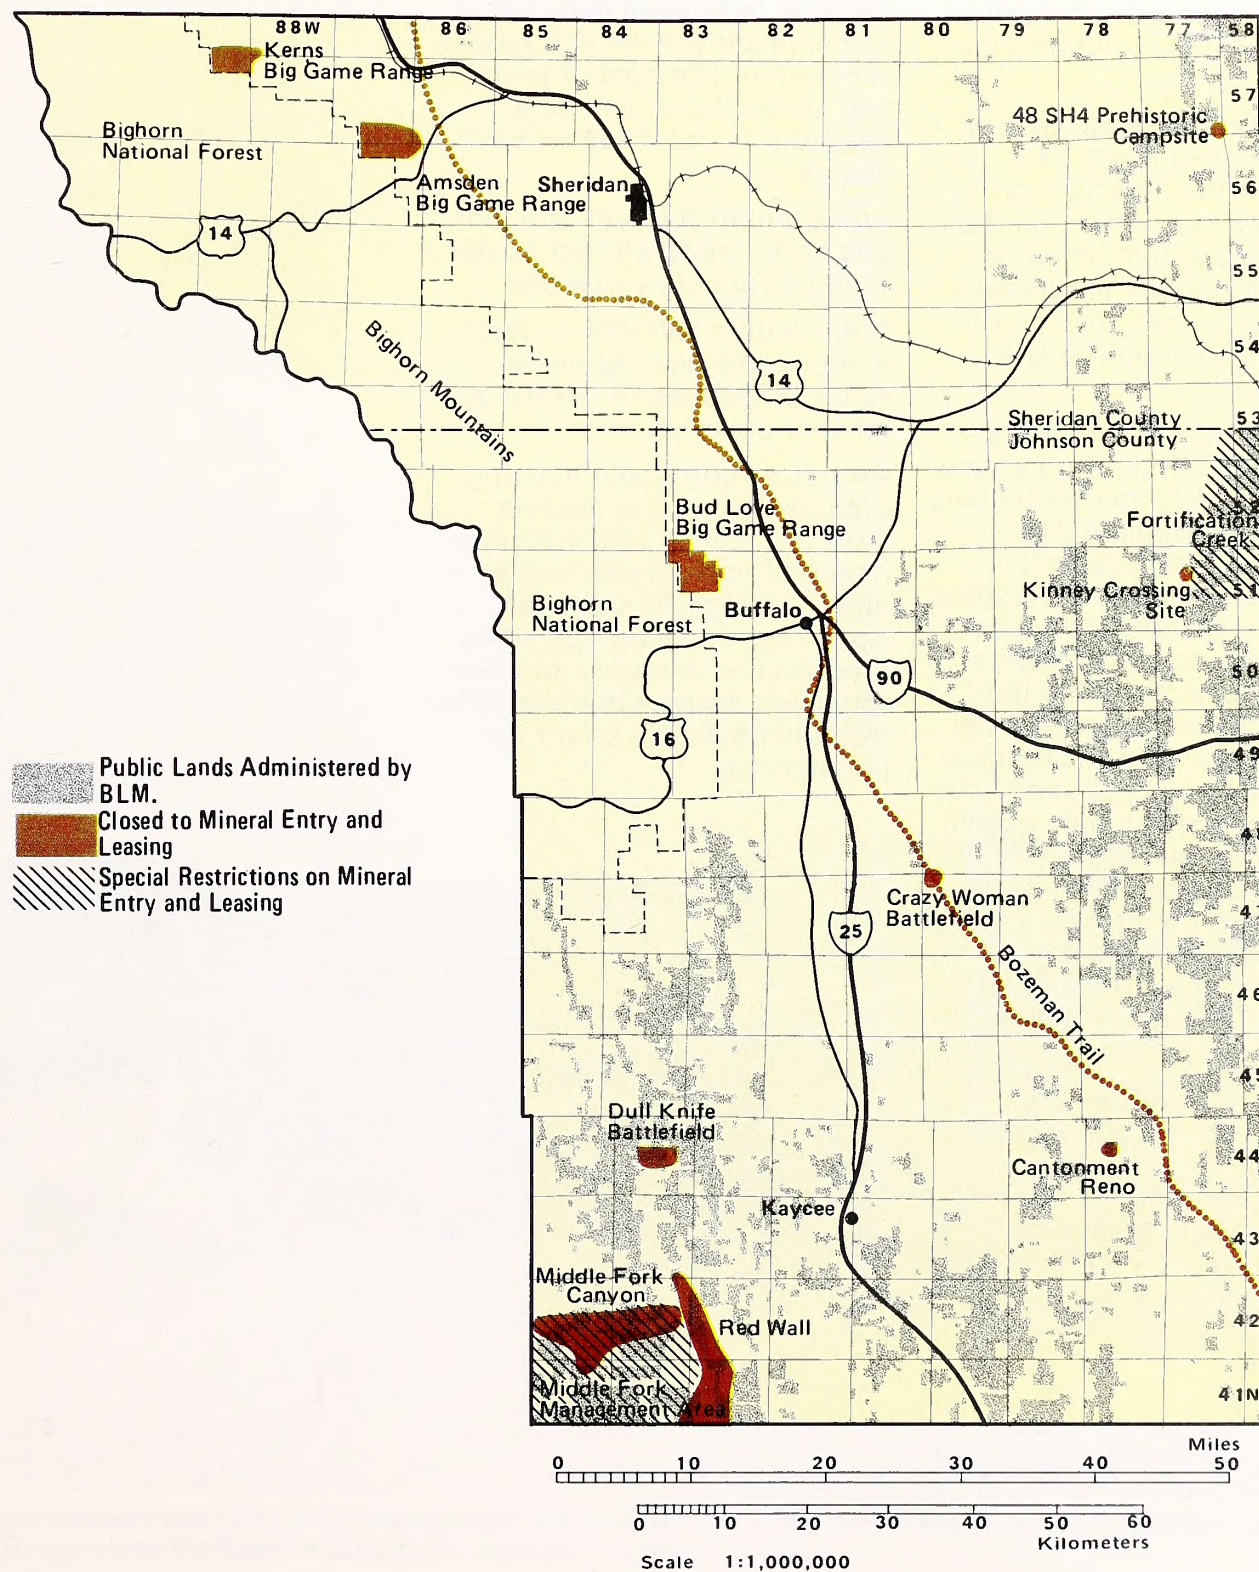 88W 86 85 84 83 82 81 80 79 78 77 58
Kerns
Big Game Range
57
48 SH4 Prehistoric
Campsite
Bighorn
National Forest
Amsden
Big Game Range
Sheridan
56
14
55
54
Bighorn Mountains
14
Sheridan County
53
Johnson County
Bud Love
Big Game Range
52
Fortification
Creek
51
Kinney Crossing
Site
Bighorn
National Forest
Buffalo
50
90
16
49
Public Lands Administered by
BLM.
Closed to Mineral Entry and
Leasing
Special Restrictions on Mineral
Entry and Leasing
48
Crazy Woman
Battlefield
47
25
Bozeman Trail
46
45
Dull Knife
Battlefield
44
Cantonment
Reno
Kaycee
43
Middle Fork
Canyon
42
Red Wall
Middle Fork
Management Area
41N
Miles
0 10 20 30 40 50
0 10 20 30 40 50 60
Kilometers
Scale 1:1,000,000